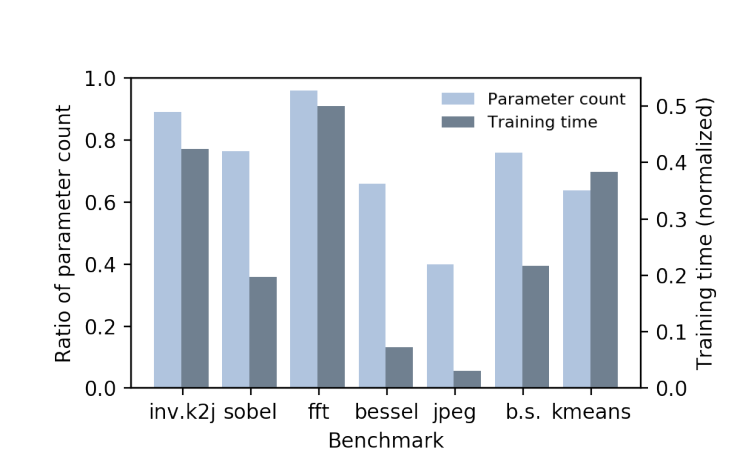 Parameter count
Training time
Ratio of parameter count
1.0
0.8
0.6
0.4
0.2
0.0
Training time (normalized)
0.5
0.4
0.3
0.2
0.1
0.0
inv.k2j sobel fft bessel jpeg b.s. kmeans
Benchmark